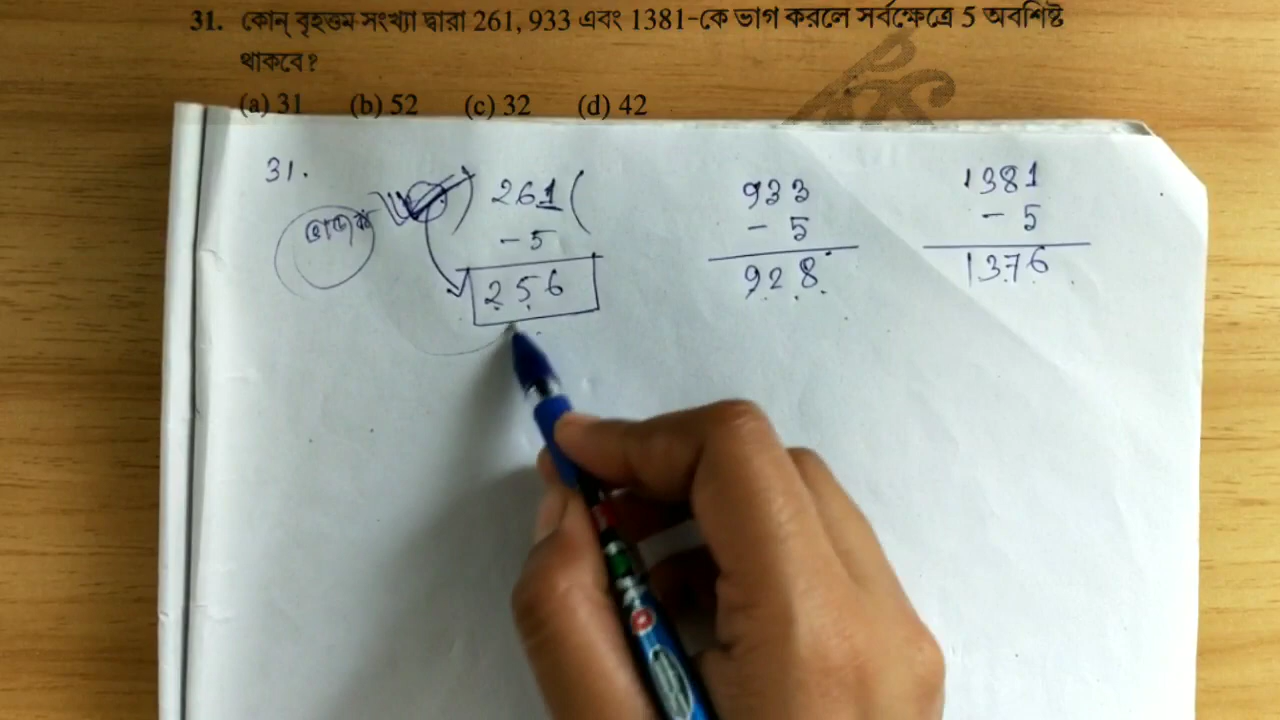 31. কোন্ বৃহত্তম সংখ্যা দ্বারা 261, 933 এবং 1381-কে ভাগ করলে সর্বক্ষেত্রে 5 অবশিষ্ট
থাকবে?
(a) 31 (b) 52 (c) 32 (d) 42
31.
ভাজক ) 261 ( 933 1381
- 5 - 5 - 5
256 928 1376